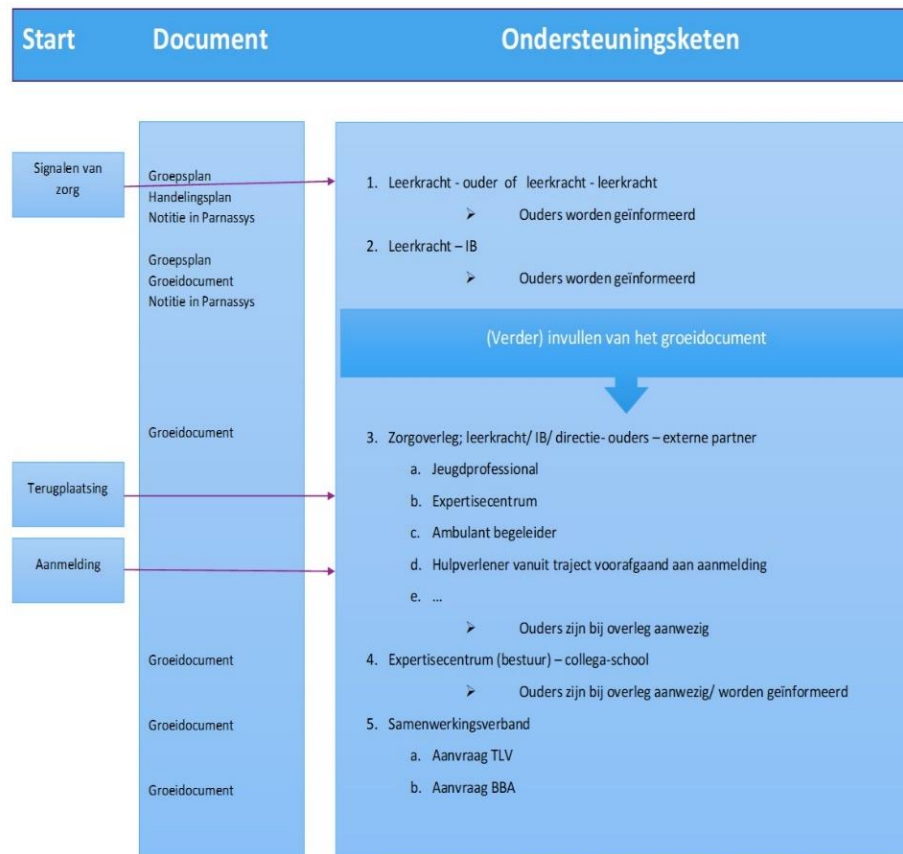 Start Document Ondersteuningsketen
Signalen van
zorg
Groepsplan
Handelingsplan
Notitie in Parnassys
Groepsplan
Groeidocument
Notitie in Parnassys
1. Leerkracht - ouder of leerkracht - leerkracht
➢ Ouders worden geïnformeerd
2. Leerkracht – IB
➢ Ouders worden geïnformeerd
(Verder) invullen van het groeidocument
Groeidocument
3. Zorgoverleg; leerkracht/ IB/ directie- ouders – externe partner
a. Jeugdprofessional
Terugplaatsing
b. Expertisecentrum
c. Ambulant begeleider
Aanmelding
d. Hulpverlener vanuit traject voorafgaand aan aanmelding
e. ...
➢ Ouders zijn bij overleg aanwezig
Groeidocument
4. Expertisecentrum (bestuur) – collega-school
➢ Ouders zijn bij overleg aanwezig/ worden geïnformeerd
Groeidocument
5. Samenwerkingsverband
a. Aanvraag TLV
Groeidocument
b. Aanvraag BBA